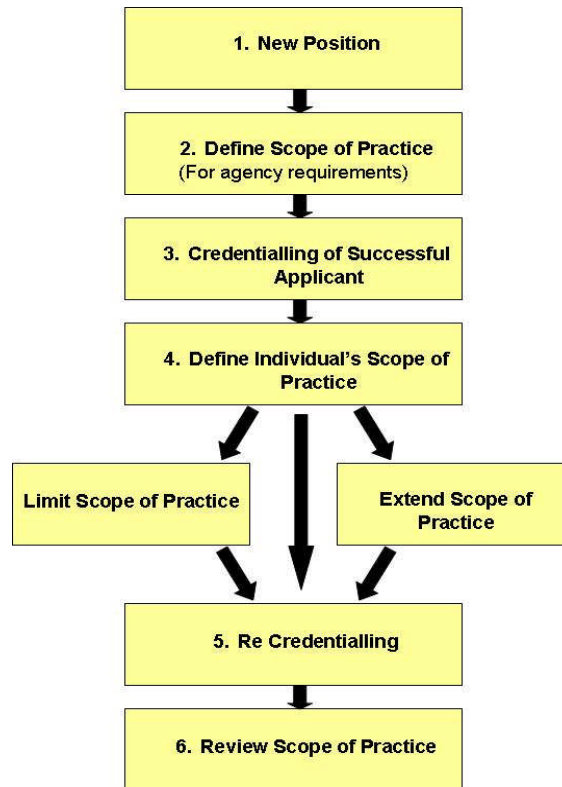 1. New Position
2. Define Scope of Practice
(For agency requirements)
3. Credentialling of Successful
Applicant
4. Define Individual's Scope of
Practice
Limit Scope of Practice
Extend Scope of
Practice
5. Re Credentialling
6. Review Scope of Practice